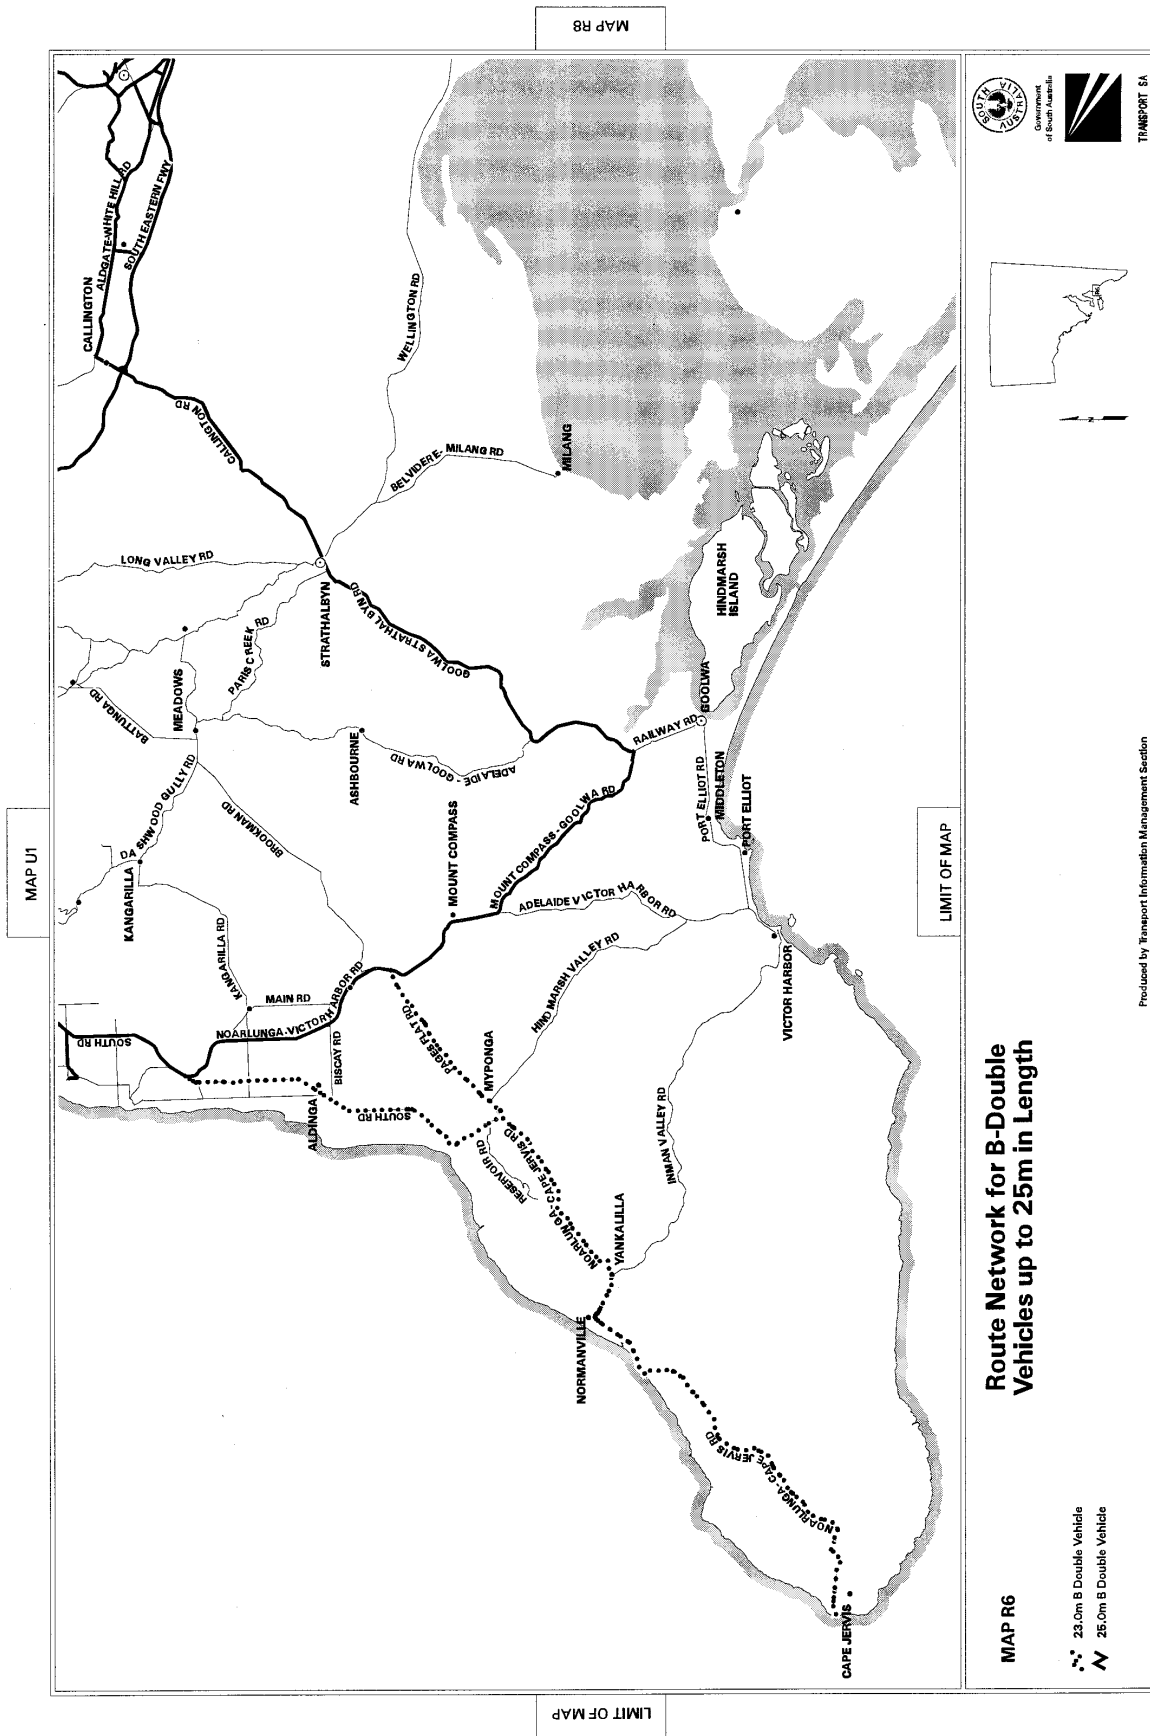 MAP R8
MAP U1
LIMIT OF MAP
LIMIT OF MAP
CALLINGTON
ALDGATE-WHITE HILL RD
SOUTH EASTERN FWY
CALLINGTON RD
WELLINGTON RD
BELVIDERE- MILANG RD
MILANG
LONG VALLEY RD
STRATHALBYN
GOOLWA STRATHALBYN RD
PARIS CREEK RD
MEADOWS
BATTUNGA RD
ASHBOURNE
ADELAIDE - GOOLWA RD
DASHWOOD GULLY RD
KANGARILLA
BROOKMAN RD
KANGARILLA RD
MAIN RD
MOUNT COMPASS
MOUNT COMPASS - GOOLWA RD
RAILWAY RD
GOOLWA
HINDMARSH
ISLAND
PORT ELLIOT RD
MIDDLETON
PORT ELLIOT
ADELAIDE VICTOR HARBOR RD
HINDMARSH VALLEY RD
VICTOR HARBOR
SOUTH RD
NOARLUNGA-VICTOR HARBOR RD
BISCAY RD
PAGES FLAT RD
MYPONGA
ALDINGA
SOUTH RD
RESERVOIR RD
NOARLUNGA - CAPE JERVIS RD
INMAN VALLEY RD
YANKALILLA
NORMANVILLE
NOARLUNGA - CAPE JERVIS RD
CAPE JERVIS
MAP R6
Route Network for B-Double
Vehicles up to 25m in Length
23.0m B Double Vehicle
25.0m B Double Vehicle
Produced by Transport Information Management Section
N
R6
SOUTH AUSTRALIA
Government
of South Australia
TRANSPORT SA